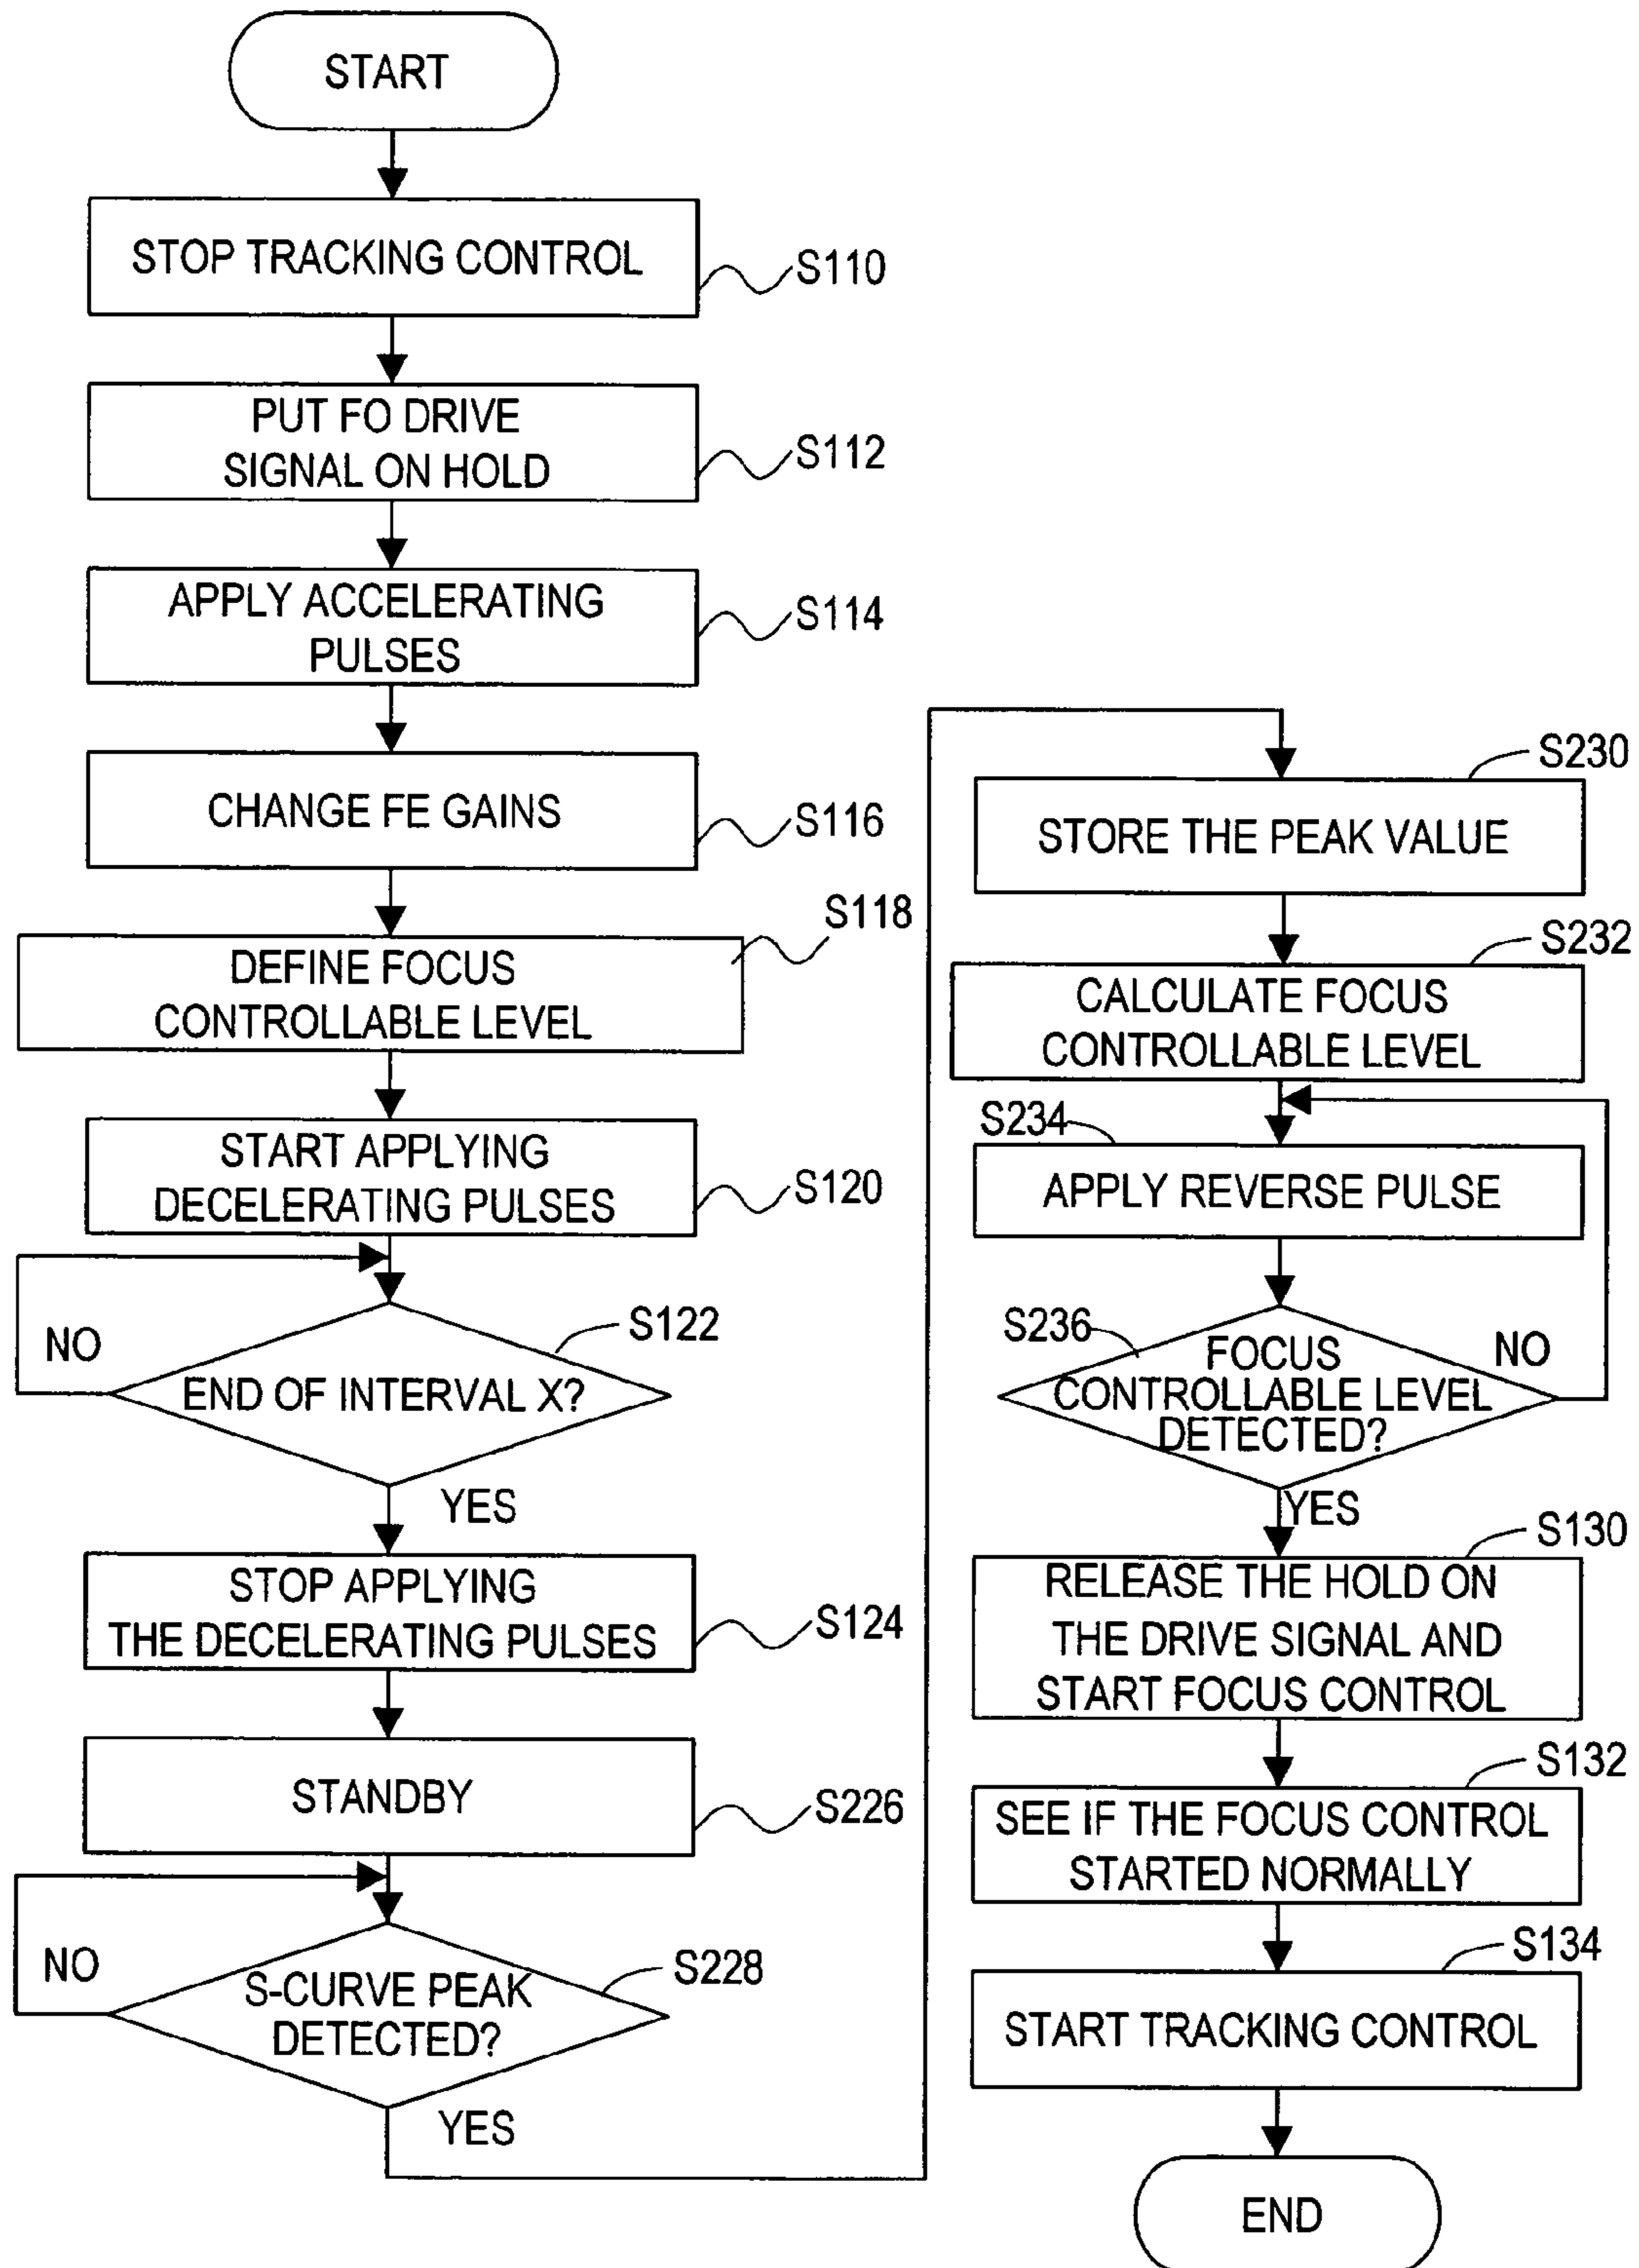 START
STOP TRACKING CONTROL
S110
PUT FO DRIVE
SIGNAL ON HOLD
S112
APPLY ACCELERATING
PULSES
S114
CHANGE FE GAINS
S116
S118
DEFINE FOCUS
CONTROLLABLE LEVEL
START APPLYING
DECELERATING PULSES
S120
S122
NO
END OF INTERVAL X?
YES
STOP APPLYING
THE DECELERATING PULSES
S124
STANDBY
S226
NO
S228
S-CURVE PEAK
DETECTED?
YES
S230
STORE THE PEAK VALUE
S232
CALCULATE FOCUS
CONTROLLABLE LEVEL
S234
APPLY REVERSE PULSE
S236
NO
FOCUS
CONTROLLABLE LEVEL
DETECTED?
YES
S130
RELEASE THE HOLD ON
THE DRIVE SIGNAL AND
START FOCUS CONTROL
S132
SEE IF THE FOCUS CONTROL
STARTED NORMALLY
S134
START TRACKING CONTROL
END